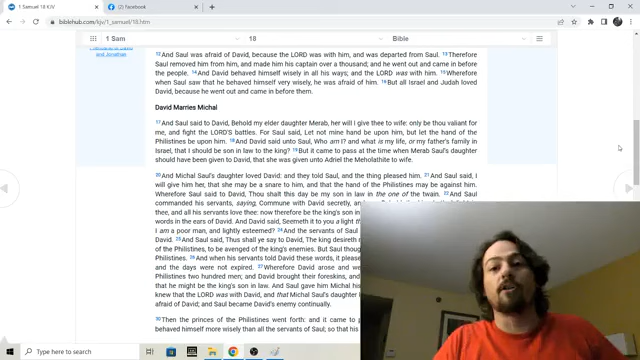 1 Samuel 18 KJV
(2) Facebook
biblehub.com/kjv/1_samuel/18.htm
1 Sam
18
Bible
and Jonathan
12 And Saul was afraid of David, because the LORD was with him, and was departed from Saul. 13 Therefore
Saul removed him from him, and made him his captain over a thousand; and he went out and came in before
the people. 14 And David behaved himself wisely in all his ways; and the LORD was with him. 15 Wherefore
when Saul saw that he behaved himself very wisely, he was afraid of him. 16 But all Israel and Judah loved
David, because he went out and came in before them.
David Marries Michal
17 And Saul said to David, Behold my elder daughter Merab, her will I give thee to wife: only be thou valiant for
me, and fight the LORD'S battles. For Saul said, Let not mine hand be upon him, but let the hand of the
Philistines be upon him. 18 And David said unto Saul, Who am I? and what is my life, or my father's family in
Israel, that I should be son in law to the king? 19 But it came to pass at the time when Merab Saul's daughter
should have been given to David, that she was given unto Adriel the Meholathite to wife.
20 And Michal Saul's daughter loved David: and they told Saul, and the thing pleased him. 21 And Saul said, I
will give him her, that she may be a snare to him, and that the hand of the Philistines may be against him.
Wherefore Saul said to David, Thou shalt this day be my son in law in the one of the twain. 22 And Saul
commanded his servants, saying, Commune with David secretly, and
thee, and all his servants love thee: now therefore be the king's son in
words in the ears of David. And David said, Seemeth it to you a light
I am a poor man, and lightly esteemed? 24 And the servants of Saul
David. 25 And Saul said, Thus shall ye say to David, The king desireth
of the Philistines, to be avenged of the king's enemies. But Saul though
Philistines. 26 And when his servants told David these words, it please
and the days were not expired. 27 Wherefore David arose and we
Philistines two hundred men; and David brought their foreskins, and
that he might be the king's son in law. And Saul gave him Michal his
knew that the LORD was with David, and that Michal Saul's daughter l
afraid of David; and Saul became David's enemy continually.
30 Then the princes of the Philistines went forth: and it came to p
behaved himself more wisely than all the servants of Saul; so that his
Type here to search